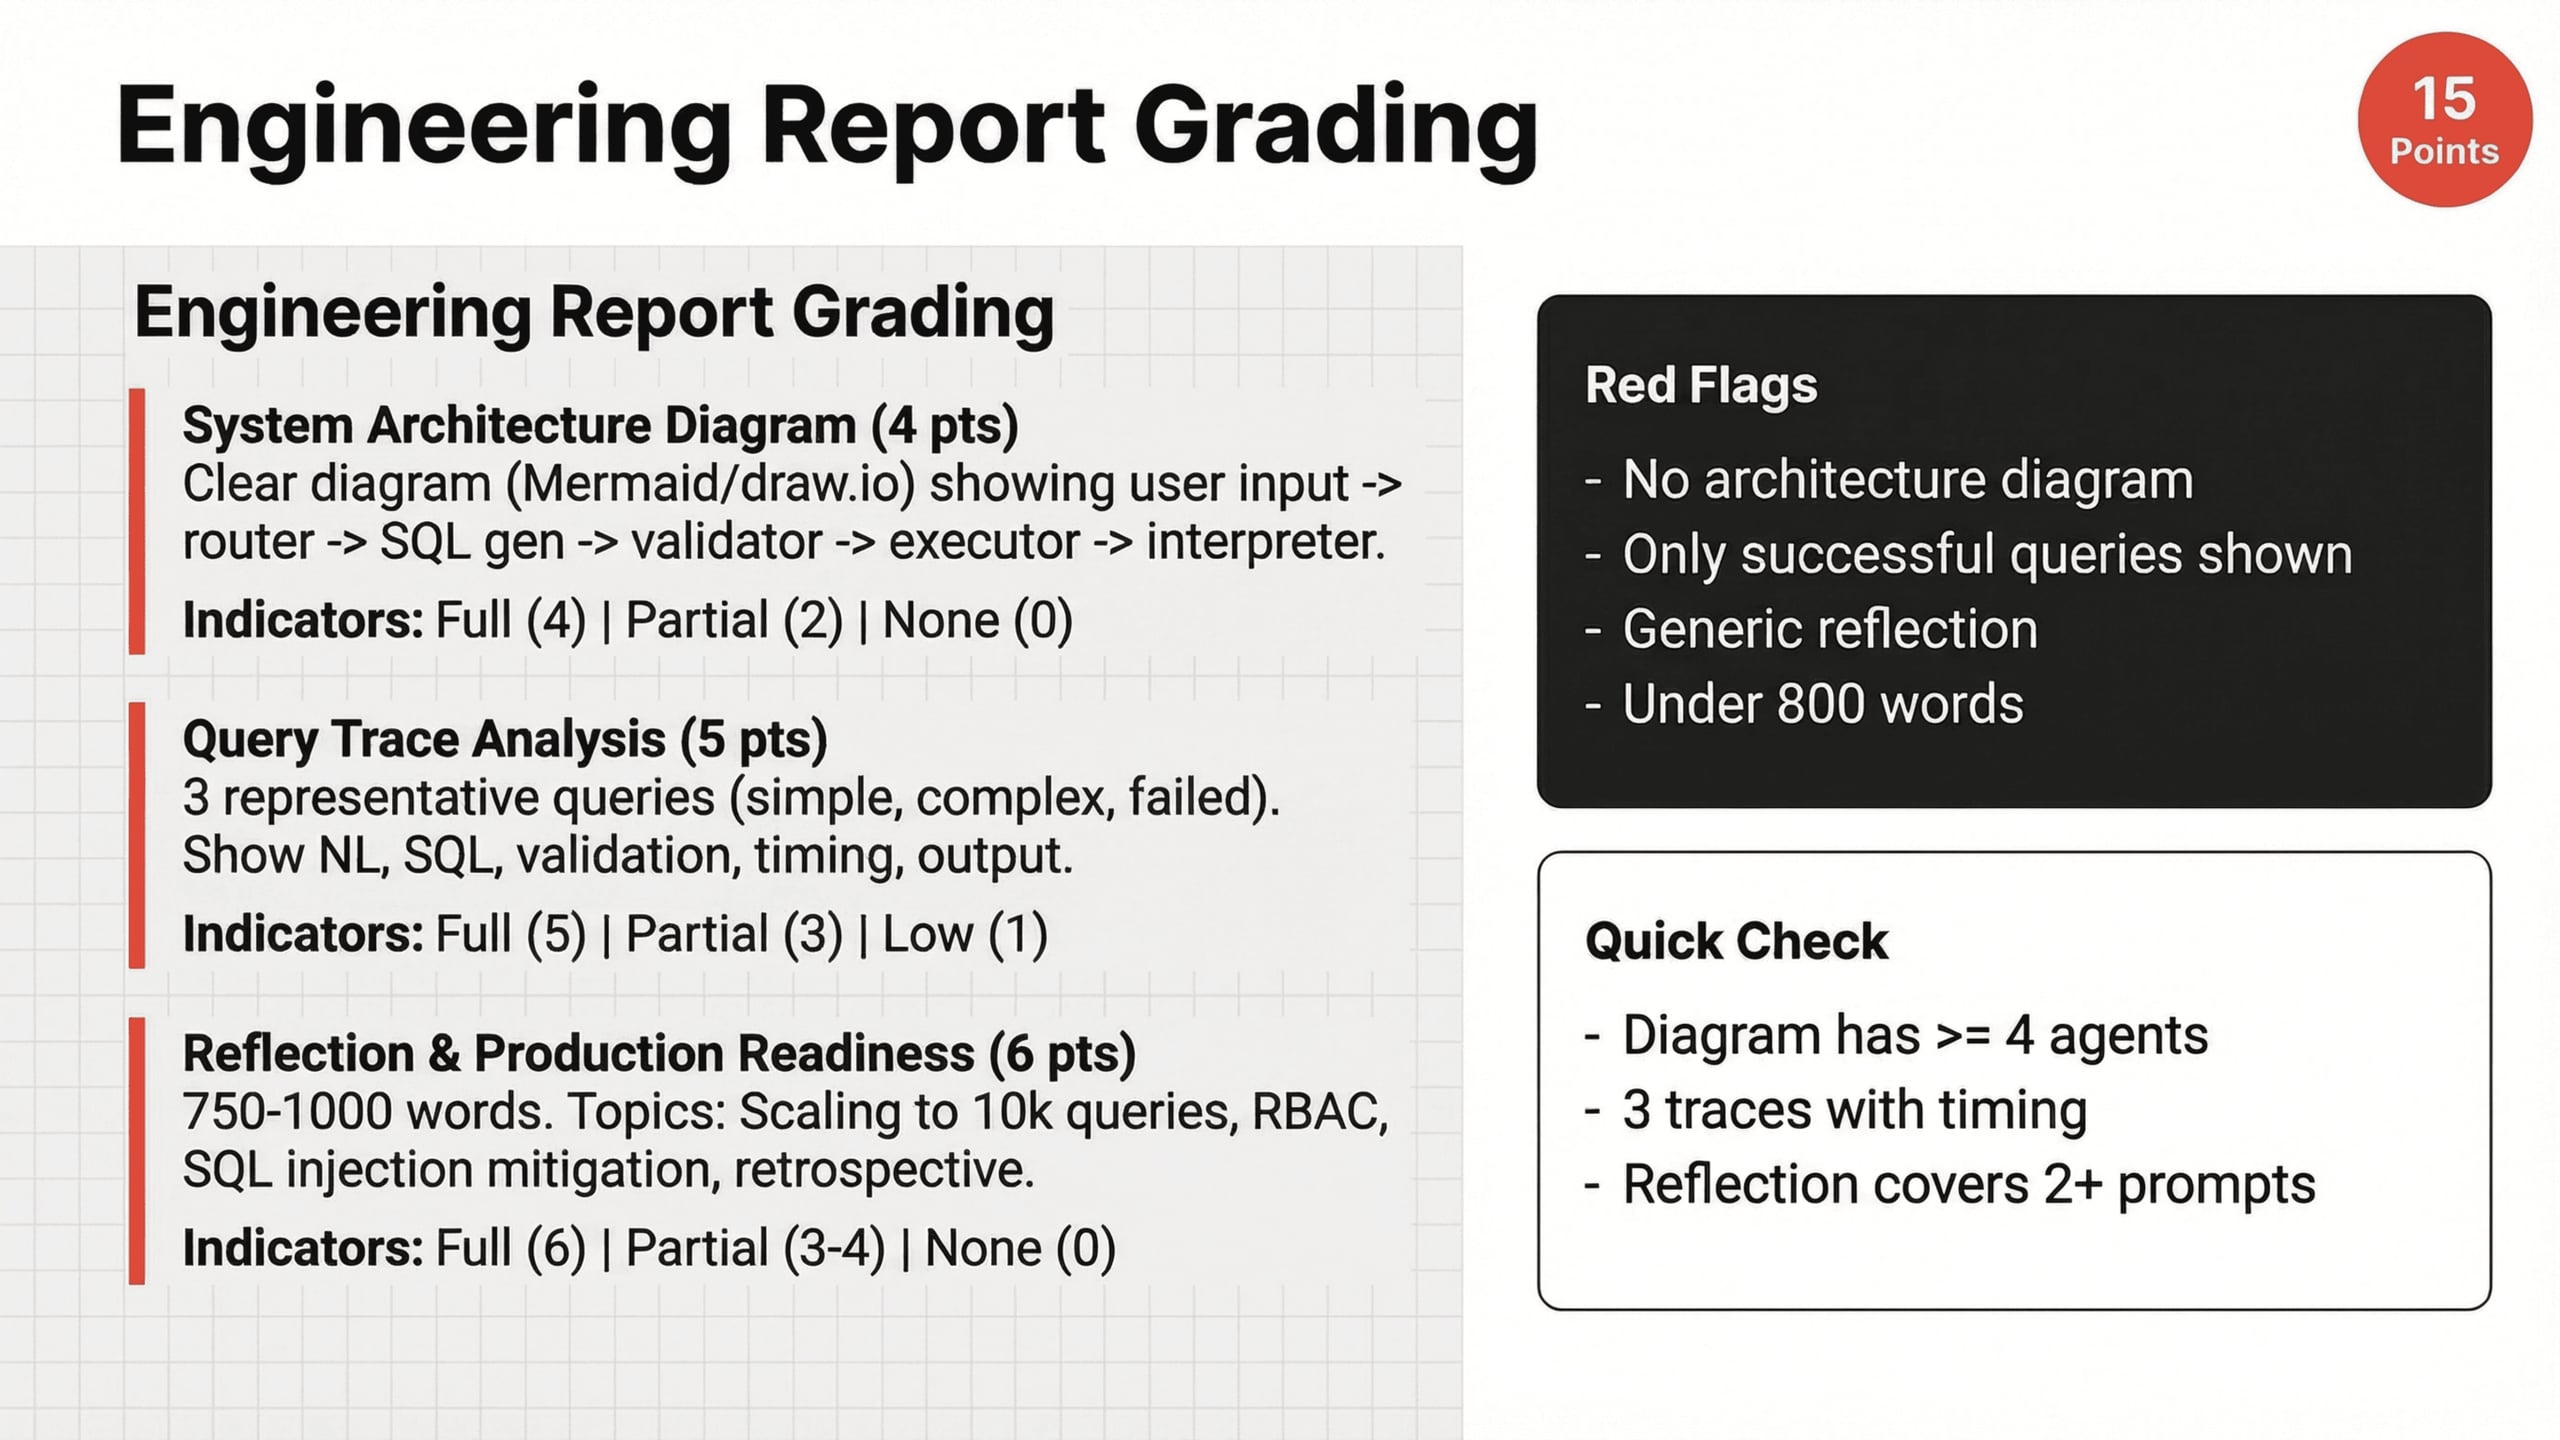 Engineering Report Grading
15
Points
Engineering Report Grading
System Architecture Diagram (4 pts)
Clear diagram (Mermaid/draw.io) showing user input ->
router -> SQL gen -> validator -> executor -> interpreter.
Indicators: Full (4) | Partial (2) | None (0)
Query Trace Analysis (5 pts)
3 representative queries (simple, complex, failed).
Show NL, SQL, validation, timing, output.
Indicators: Full (5) | Partial (3) | Low (1)
Reflection & Production Readiness (6 pts)
750-1000 words. Topics: Scaling to 10k queries, RBAC,
SQL injection mitigation, retrospective.
Indicators: Full (6) | Partial (3-4) | None (0)
Red Flags
- No architecture diagram
- Only successful queries shown
- Generic reflection
- Under 800 words
Quick Check
- Diagram has >= 4 agents
- 3 traces with timing
- Reflection covers 2+ prompts